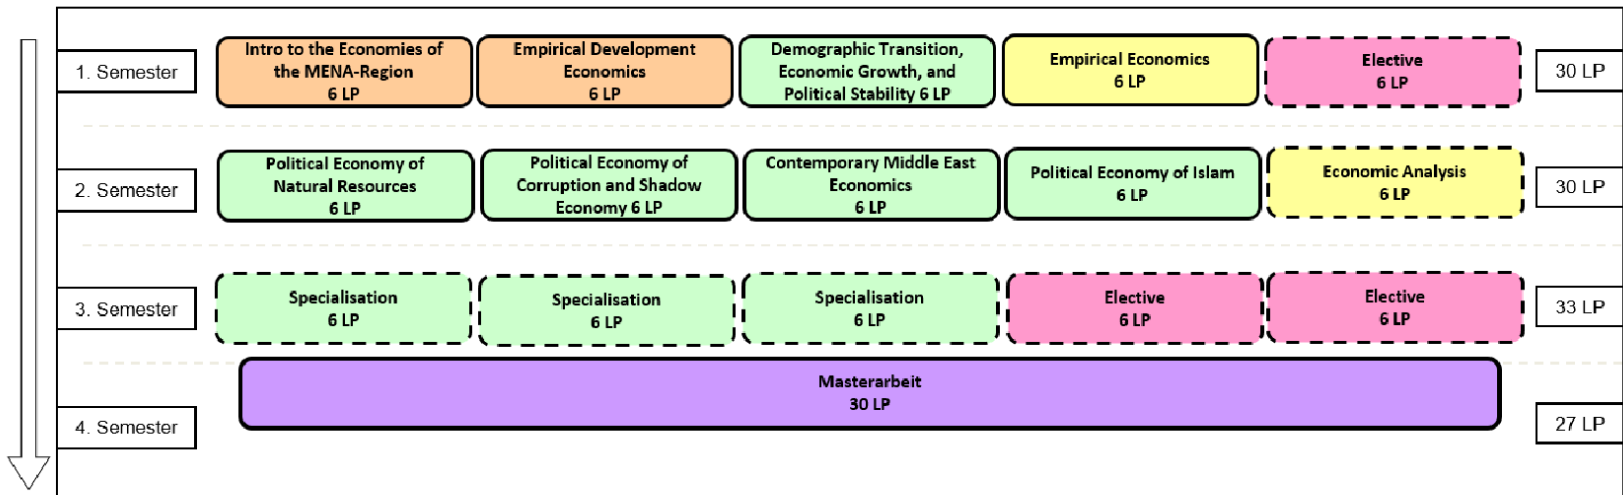 1. Semester
Intro to the Economies of
the MENA-Region
6 LP
Empirical Development
Economics
6 LP
Demographic Transition,
Economic Growth, and
Political Stability 6 LP
Empirical Economics
6 LP
Elective
6 LP
30 LP
2. Semester
Political Economy of
Natural Resources
6 LP
Political Economy of
Corruption and Shadow
Economy 6 LP
Contemporary Middle East
Economics
6 LP
Political Economy of Islam
6 LP
Economic Analysis
6 LP
30 LP
3. Semester
Specialisation
6 LP
Specialisation
6 LP
Specialisation
6 LP
Elective
6 LP
Elective
6 LP
33 LP
4. Semester
Masterarbeit
30 LP
27 LP